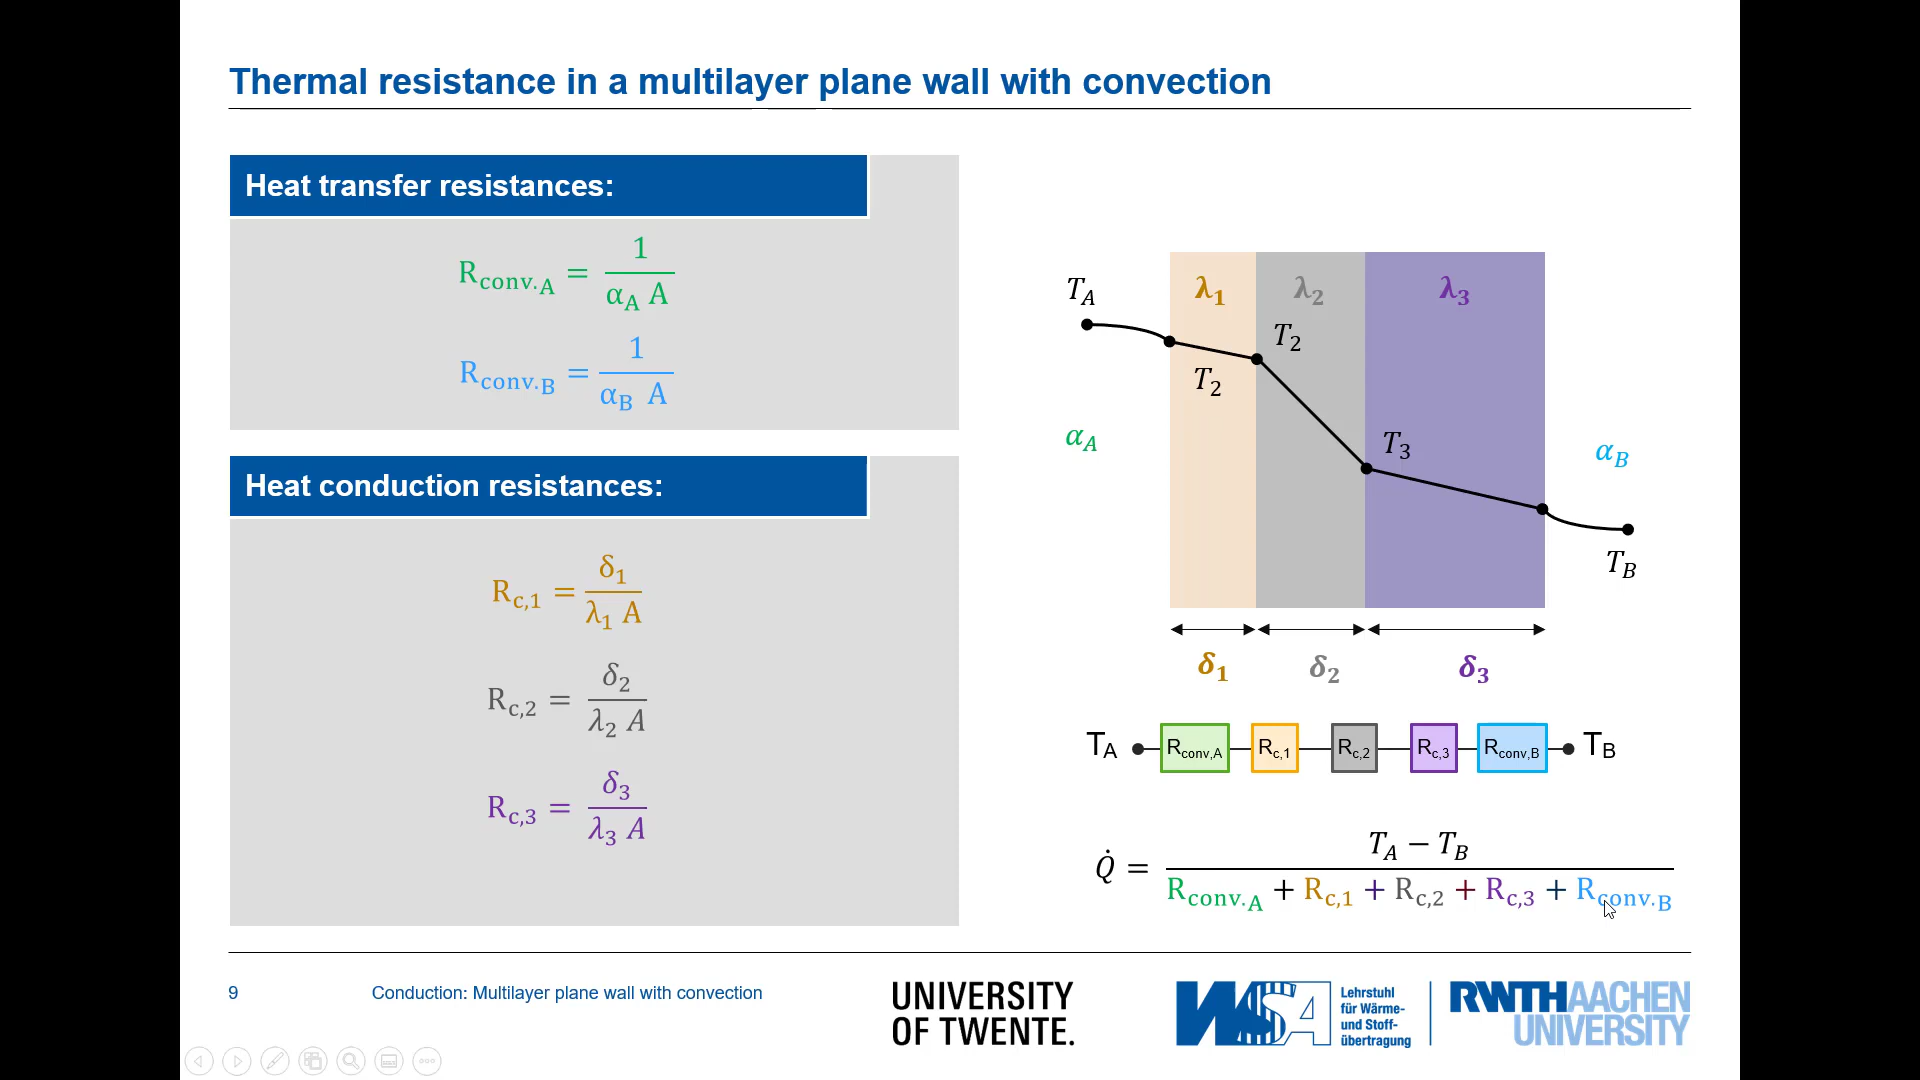 Thermal resistance in a multilayer plane wall with convection
Heat transfer resistances:
R_conv.A = 1 / (α_A A)
R_conv.B = 1 / (α_B A)
Heat conduction resistances:
R_c,1 = δ₁ / (λ₁ A)
R_c,2 = δ₂ / (λ₂ A)
R_c,3 = δ₃ / (λ₃ A)
λ₁ λ₂ λ₃
T_A
T₂
T₂
T₃
α_A
α_B
T_B
δ₁ δ₂ δ₃
T_A R_conv,A R_c,1 R_c,2 R_c,3 R_conv,B T_B
Q̇ = (T_A − T_B) / (R_conv.A + R_c,1 + R_c,2 + R_c,3 + R_conv.B)
9
Conduction: Multilayer plane wall with convection
UNIVERSITY
OF TWENTE.
WSA
Lehrstuhl
für Wärme-
und Stoff-
übertragung
RWTHAACHEN
UNIVERSITY